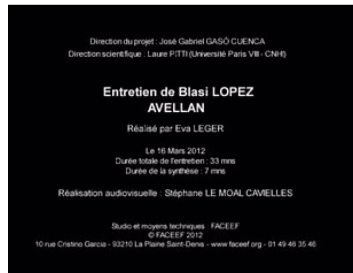 Direction du projet : José Gabriel GASÓ CUENCA
Direction scientifique : Laure PITTI (Université Paris VIII - CNHI)
Entretien de Blasi LOPEZ
AVELLAN
Réalisé par Eva LEGER
Le 16 Mars 2012
Durée totale de l'entretien : 33 mns
Durée de la synthèse : 7 mns
Réalisation audiovisuelle : Stéphane LE MOAL CAVIELLES
Studio et moyens techniques : FACEEF
© FACEEF 2012
10 rue Cristino Garcia - 93210 La Plaine Saint-Denis - www.faceef.org - 01 49 46 35 46